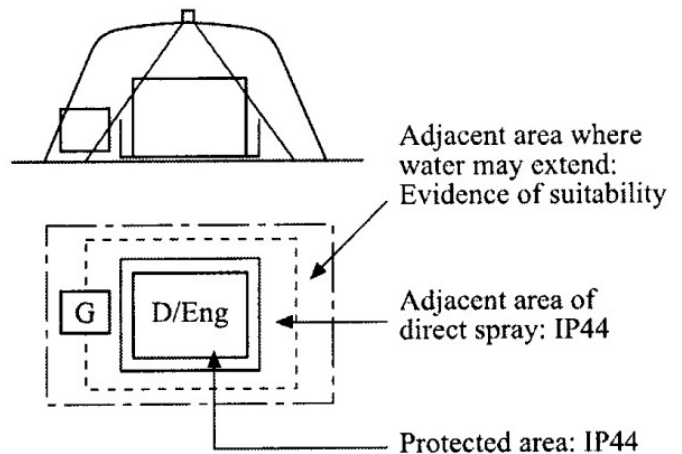 Adjacent area where
water may extend:
Evidence of suitability
G
D/Eng
Adjacent area of
direct spray: IP44
Protected area: IP44